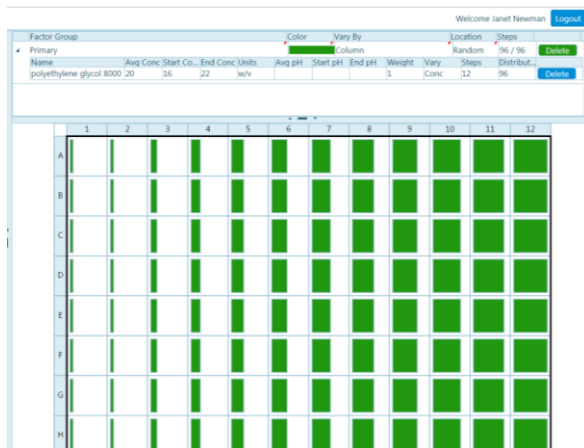 Welcome Janet Newman Logout
Factor Group Color Vary By Location Steps
Primary Column Random 96 / 96 Delete
Name Avg Conc Start Co... End Conc Units Avg pH Start pH End pH Weight Vary Steps Distribut...
polyethylene glycol 8000 20 16 22 w/v 1 Conc 12 96 Delete
1 2 3 4 5 6 7 8 9 10 11 12
A
B
C
D
E
F
G
H